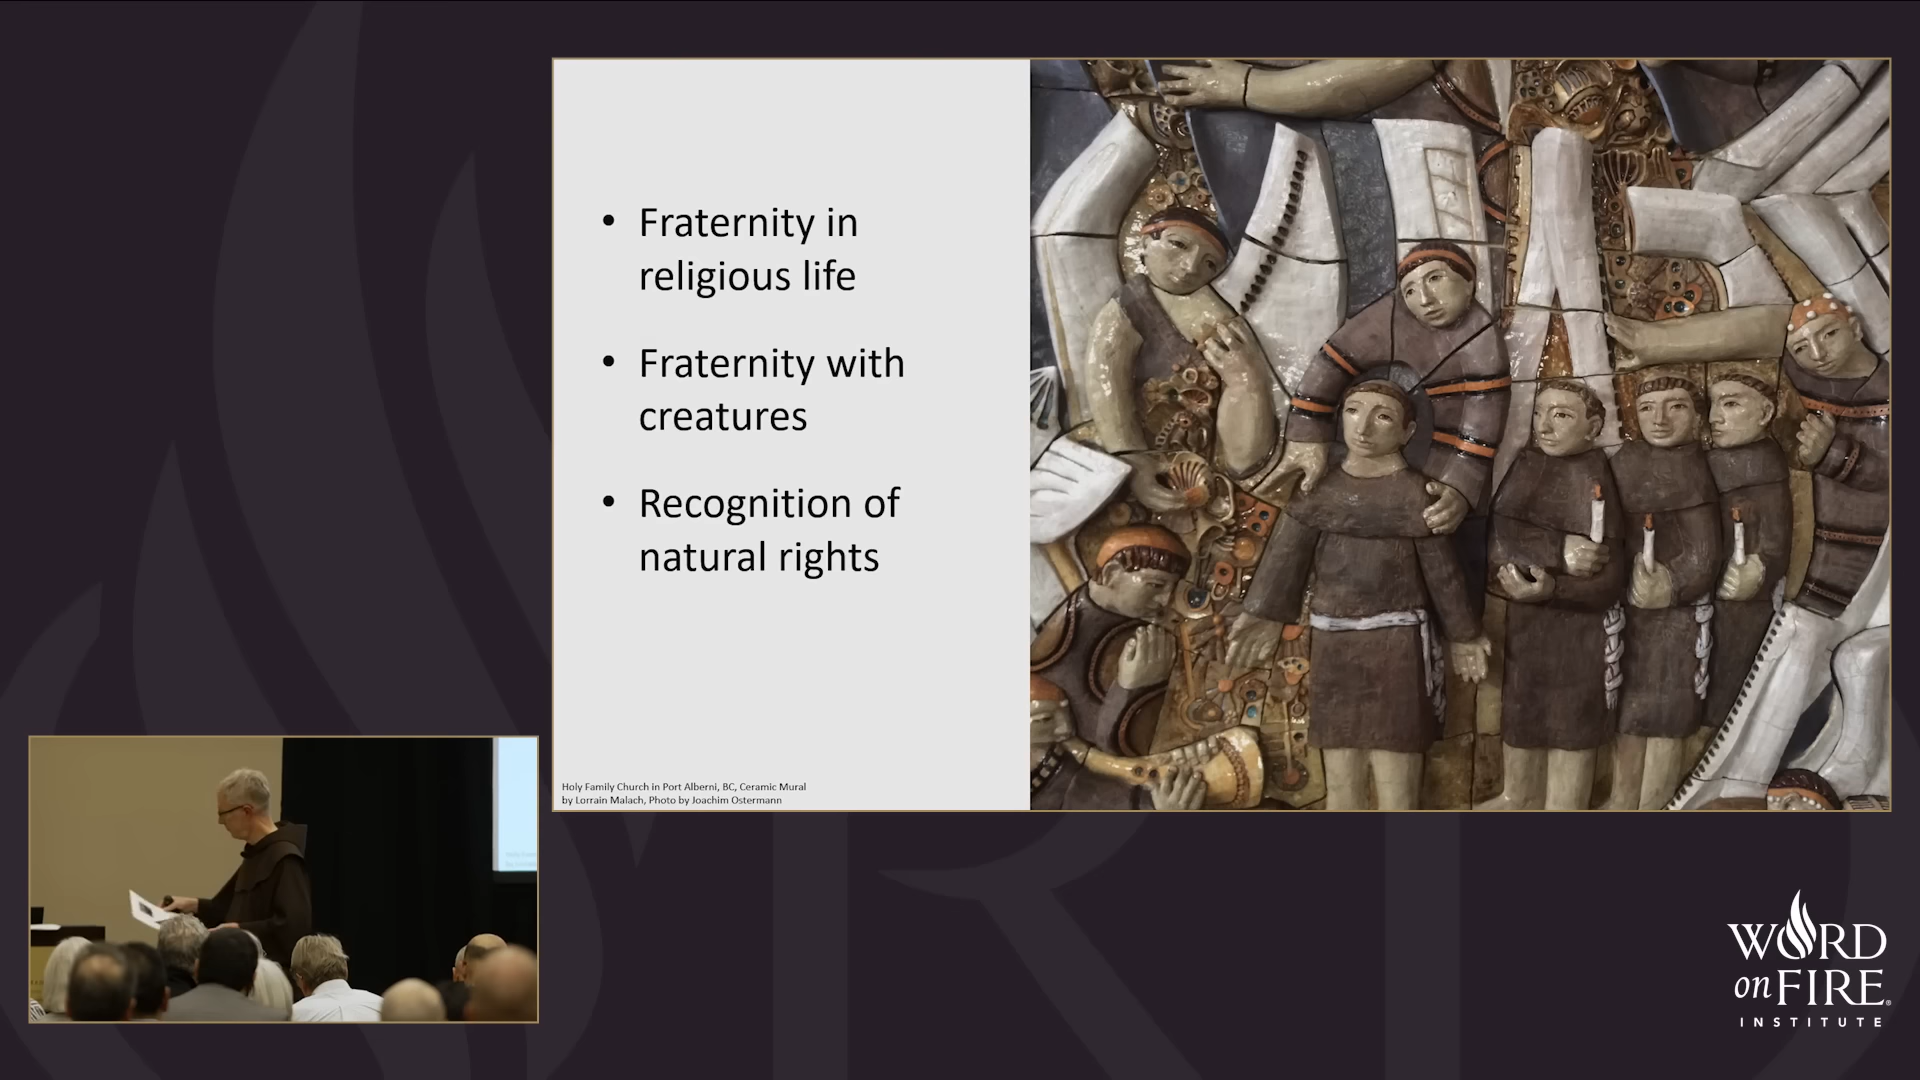 • Fraternity in
religious life
• Fraternity with
creatures
• Recognition of
natural rights
Holy Family Church in Port Alberni, BC, Ceramic Mural
by Lorrain Malach, Photo by Joachim Ostermann
WORD
on FIRE®
INSTITUTE